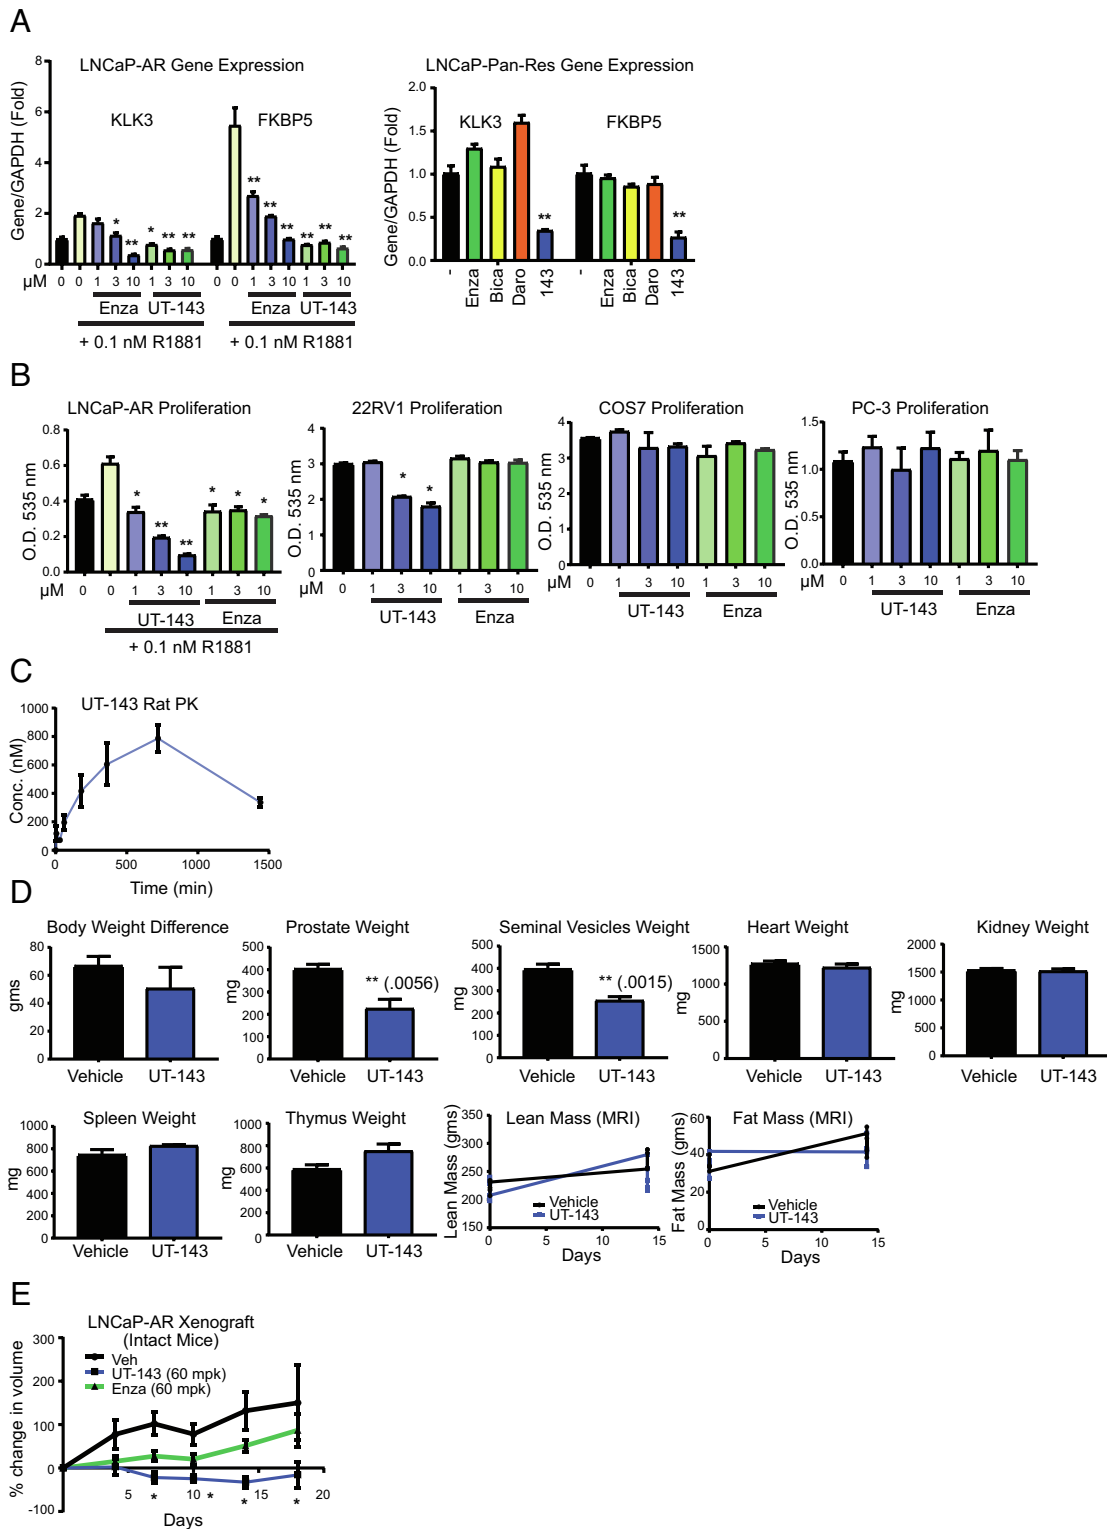 A
LNCaP-AR Gene Expression
KLK3
FKBP5
Gene/GAPDH (Fold)
8
6
4
2
0
* ** * ** ** ** ** ** ** ** **
µM 0 0 1 3 10 1 3 10 0 0 1 3 10 1 3 10
Enza UT-143 Enza UT-143
+ 0.1 nM R1881 + 0.1 nM R1881
LNCaP-Pan-Res Gene Expression
KLK3
FKBP5
Gene/GAPDH (Fold)
2.0
1.5
1.0
0.5
0.0
** **
- Enza Bica Daro 143 - Enza Bica Daro 143
B
LNCaP-AR Proliferation
O.D. 535 nm
0.8
0.6
0.4
0.2
0.0
* ** ** * * *
µM 0 0 1 3 10 1 3 10
UT-143 Enza
+ 0.1 nM R1881
22RV1 Proliferation
O.D. 535 nm
4
3
2
1
0
* *
µM 0 1 3 10 1 3 10
UT-143 Enza
COS7 Proliferation
O.D. 535 nm
4
3
2
1
0
µM 0 1 3 10 1 3 10
UT-143 Enza
PC-3 Proliferation
O.D. 535 nm
1.5
1.0
0.5
0.0
µM 0 1 3 10 1 3 10
UT-143 Enza
C
UT-143 Rat PK
Conc. (nM)
1000
800
600
400
200
0
0 500 1000 1500
Time (min)
D
Body Weight Difference
gms
80
60
40
20
0
Vehicle UT-143
Prostate Weight
mg
500
400
300
200
100
0
** (.0056)
Vehicle UT-143
Seminal Vesicles Weight
mg
500
400
300
200
100
0
** (.0015)
Vehicle UT-143
Heart Weight
mg
1500
1000
500
0
Vehicle UT-143
Kidney Weight
mg
2000
1500
1000
500
0
Vehicle UT-143
Spleen Weight
mg
1000
800
600
400
200
0
Vehicle UT-143
Thymus Weight
mg
1000
800
600
400
200
0
Vehicle UT-143
Lean Mass (MRI)
Lean Mass (gms)
350
300
250
200
150
Vehicle
UT-143
0 5 10 15
Days
Fat Mass (MRI)
Fat Mass (gms)
60
40
20
0
Vehicle
UT-143
0 5 10 15
Days
E
LNCaP-AR Xenograft
(Intact Mice)
Veh
UT-143 (60 mpk)
Enza (60 mpk)
% change in volume
300
200
100
0
-100
5 10 15 20
* * * *
Days